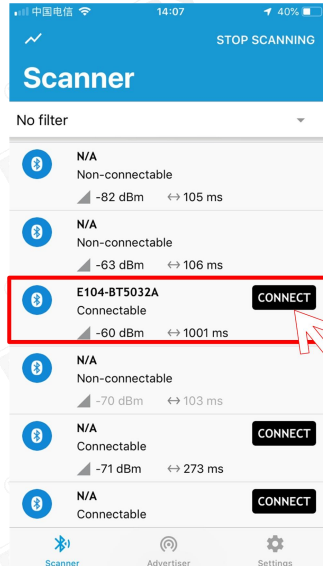 中国电信 14:07 40%
STOP SCANNING
Scanner
No filter
N/A
Non-connectable
-82 dBm ↔ 105 ms
N/A
Non-connectable
-63 dBm ↔ 106 ms
E104-BT5032A
CONNECT
Connectable
-60 dBm ↔ 1001 ms
N/A
Non-connectable
-70 dBm ↔ 103 ms
N/A
CONNECT
Connectable
-71 dBm ↔ 273 ms
N/A
CONNECT
Connectable
Scanner Advertiser Settings